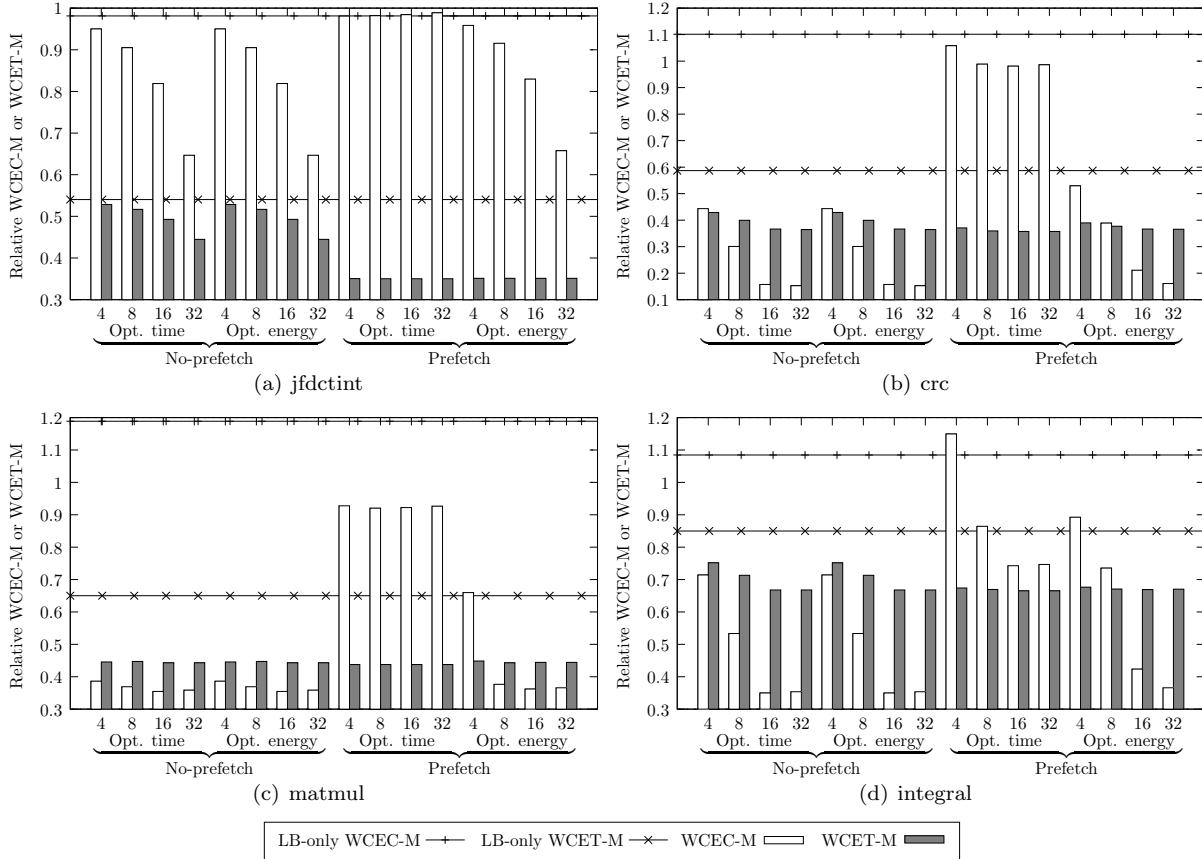 Relative WCEC-M or WCET-M
1
0.9
0.8
0.7
0.6
0.5
0.4
0.3
4 8 16 32 4 8 16 32 4 8 16 32 4 8 16 32
Opt. time Opt. energy Opt. time Opt. energy
No-prefetch Prefetch
(a) jfdctint
Relative WCEC-M or WCET-M
1.2
1.1
1
0.9
0.8
0.7
0.6
0.5
0.4
0.3
0.2
0.1
4 8 16 32 4 8 16 32 4 8 16 32 4 8 16 32
Opt. time Opt. energy Opt. time Opt. energy
No-prefetch Prefetch
(b) crc
Relative WCEC-M or WCET-M
1.2
1.1
1
0.9
0.8
0.7
0.6
0.5
0.4
0.3
4 8 16 32 4 8 16 32 4 8 16 32 4 8 16 32
Opt. time Opt. energy Opt. time Opt. energy
No-prefetch Prefetch
(c) matmul
Relative WCEC-M or WCET-M
1.2
1.1
1
0.9
0.8
0.7
0.6
0.5
0.4
0.3
4 8 16 32 4 8 16 32 4 8 16 32 4 8 16 32
Opt. time Opt. energy Opt. time Opt. energy
No-prefetch Prefetch
(d) integral
LB-only WCEC-M LB-only WCET-M WCEC-M WCET-M